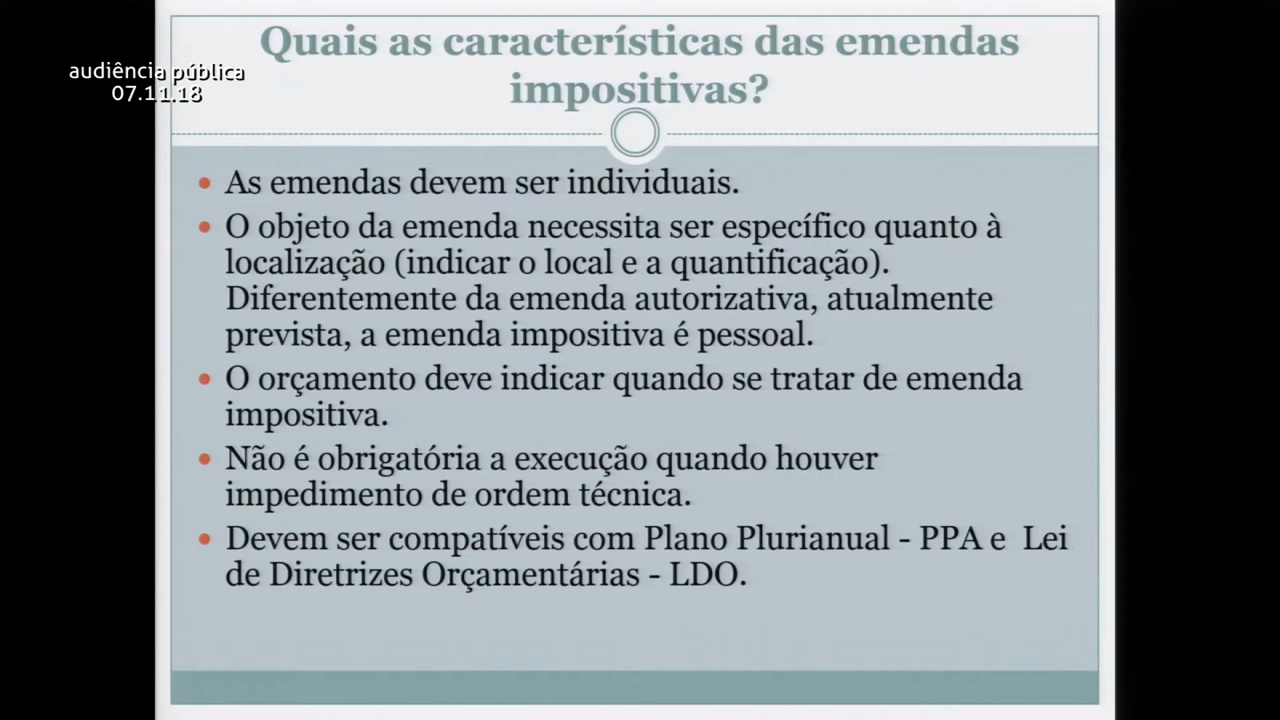 Quais as características das emendas
impositivas?
audiência pública
07.11.18
• As emendas devem ser individuais.
• O objeto da emenda necessita ser específico quanto à
localização (indicar o local e a quantificação).
Diferentemente da emenda autorizativa, atualmente
prevista, a emenda impositiva é pessoal.
• O orçamento deve indicar quando se tratar de emenda
impositiva.
• Não é obrigatória a execução quando houver
impedimento de ordem técnica.
• Devem ser compatíveis com Plano Plurianual - PPA e Lei
de Diretrizes Orçamentárias - LDO.